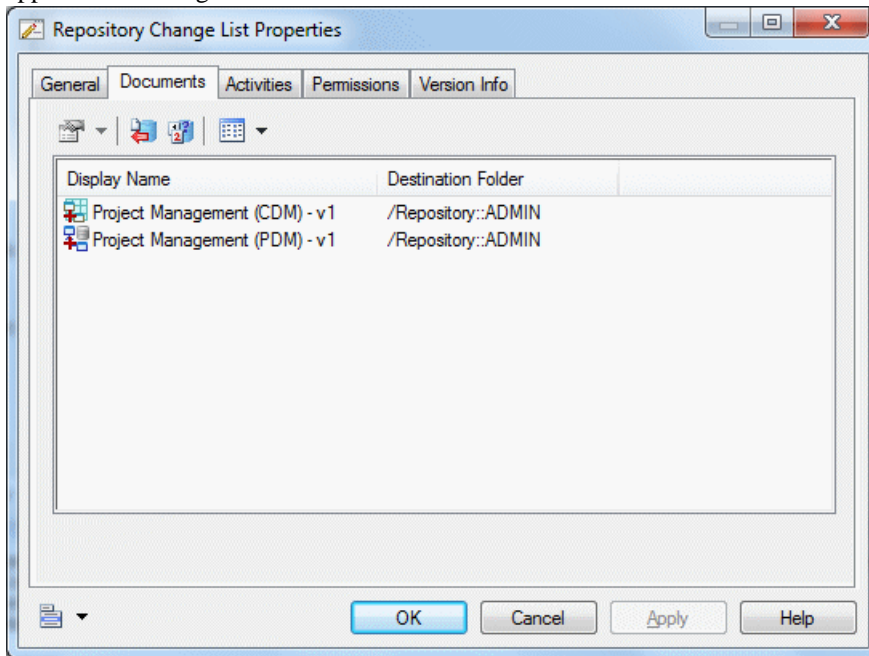 Repository Change List Properties
General Documents Activities Permissions Version Info
Display Name Destination Folder
Project Management (CDM) - v1 /Repository::ADMIN
Project Management (PDM) - v1 /Repository::ADMIN
OK Cancel Apply Help